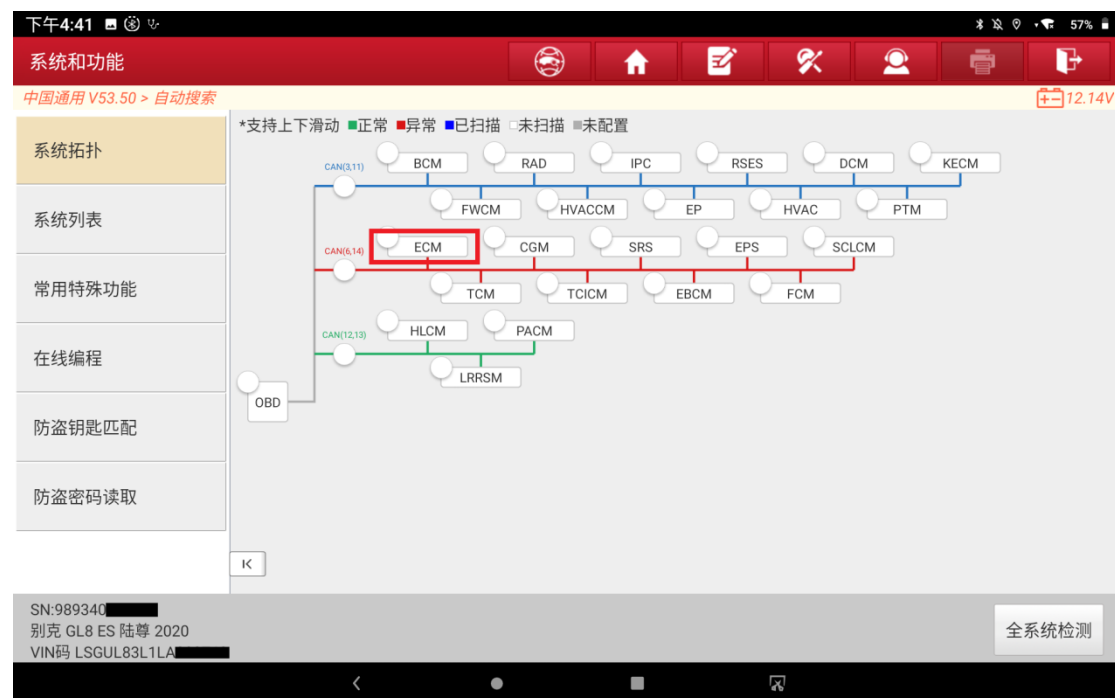 下午4:41
57%
系统和功能
中国通用 V53.50 > 自动搜索
12.14V
系统拓扑
系统列表
常用特殊功能
在线编程
防盗钥匙匹配
防盗密码读取
*支持上下滑动 ■正常 ■异常 ■已扫描 □未扫描 ■未配置
CAN(3,11) BCM RAD IPC RSES DCM KECM
FWCM HVACCM EP HVAC PTM
CAN(6,14) ECM CGM SRS EPS SCLCM
TCM TCICM EBCM FCM
CAN(12,13) HLCM PACM
LRRSM
OBD
SN:989340
别克 GL8 ES 陆尊 2020
VIN码 LSGUL83L1LA
全系统检测